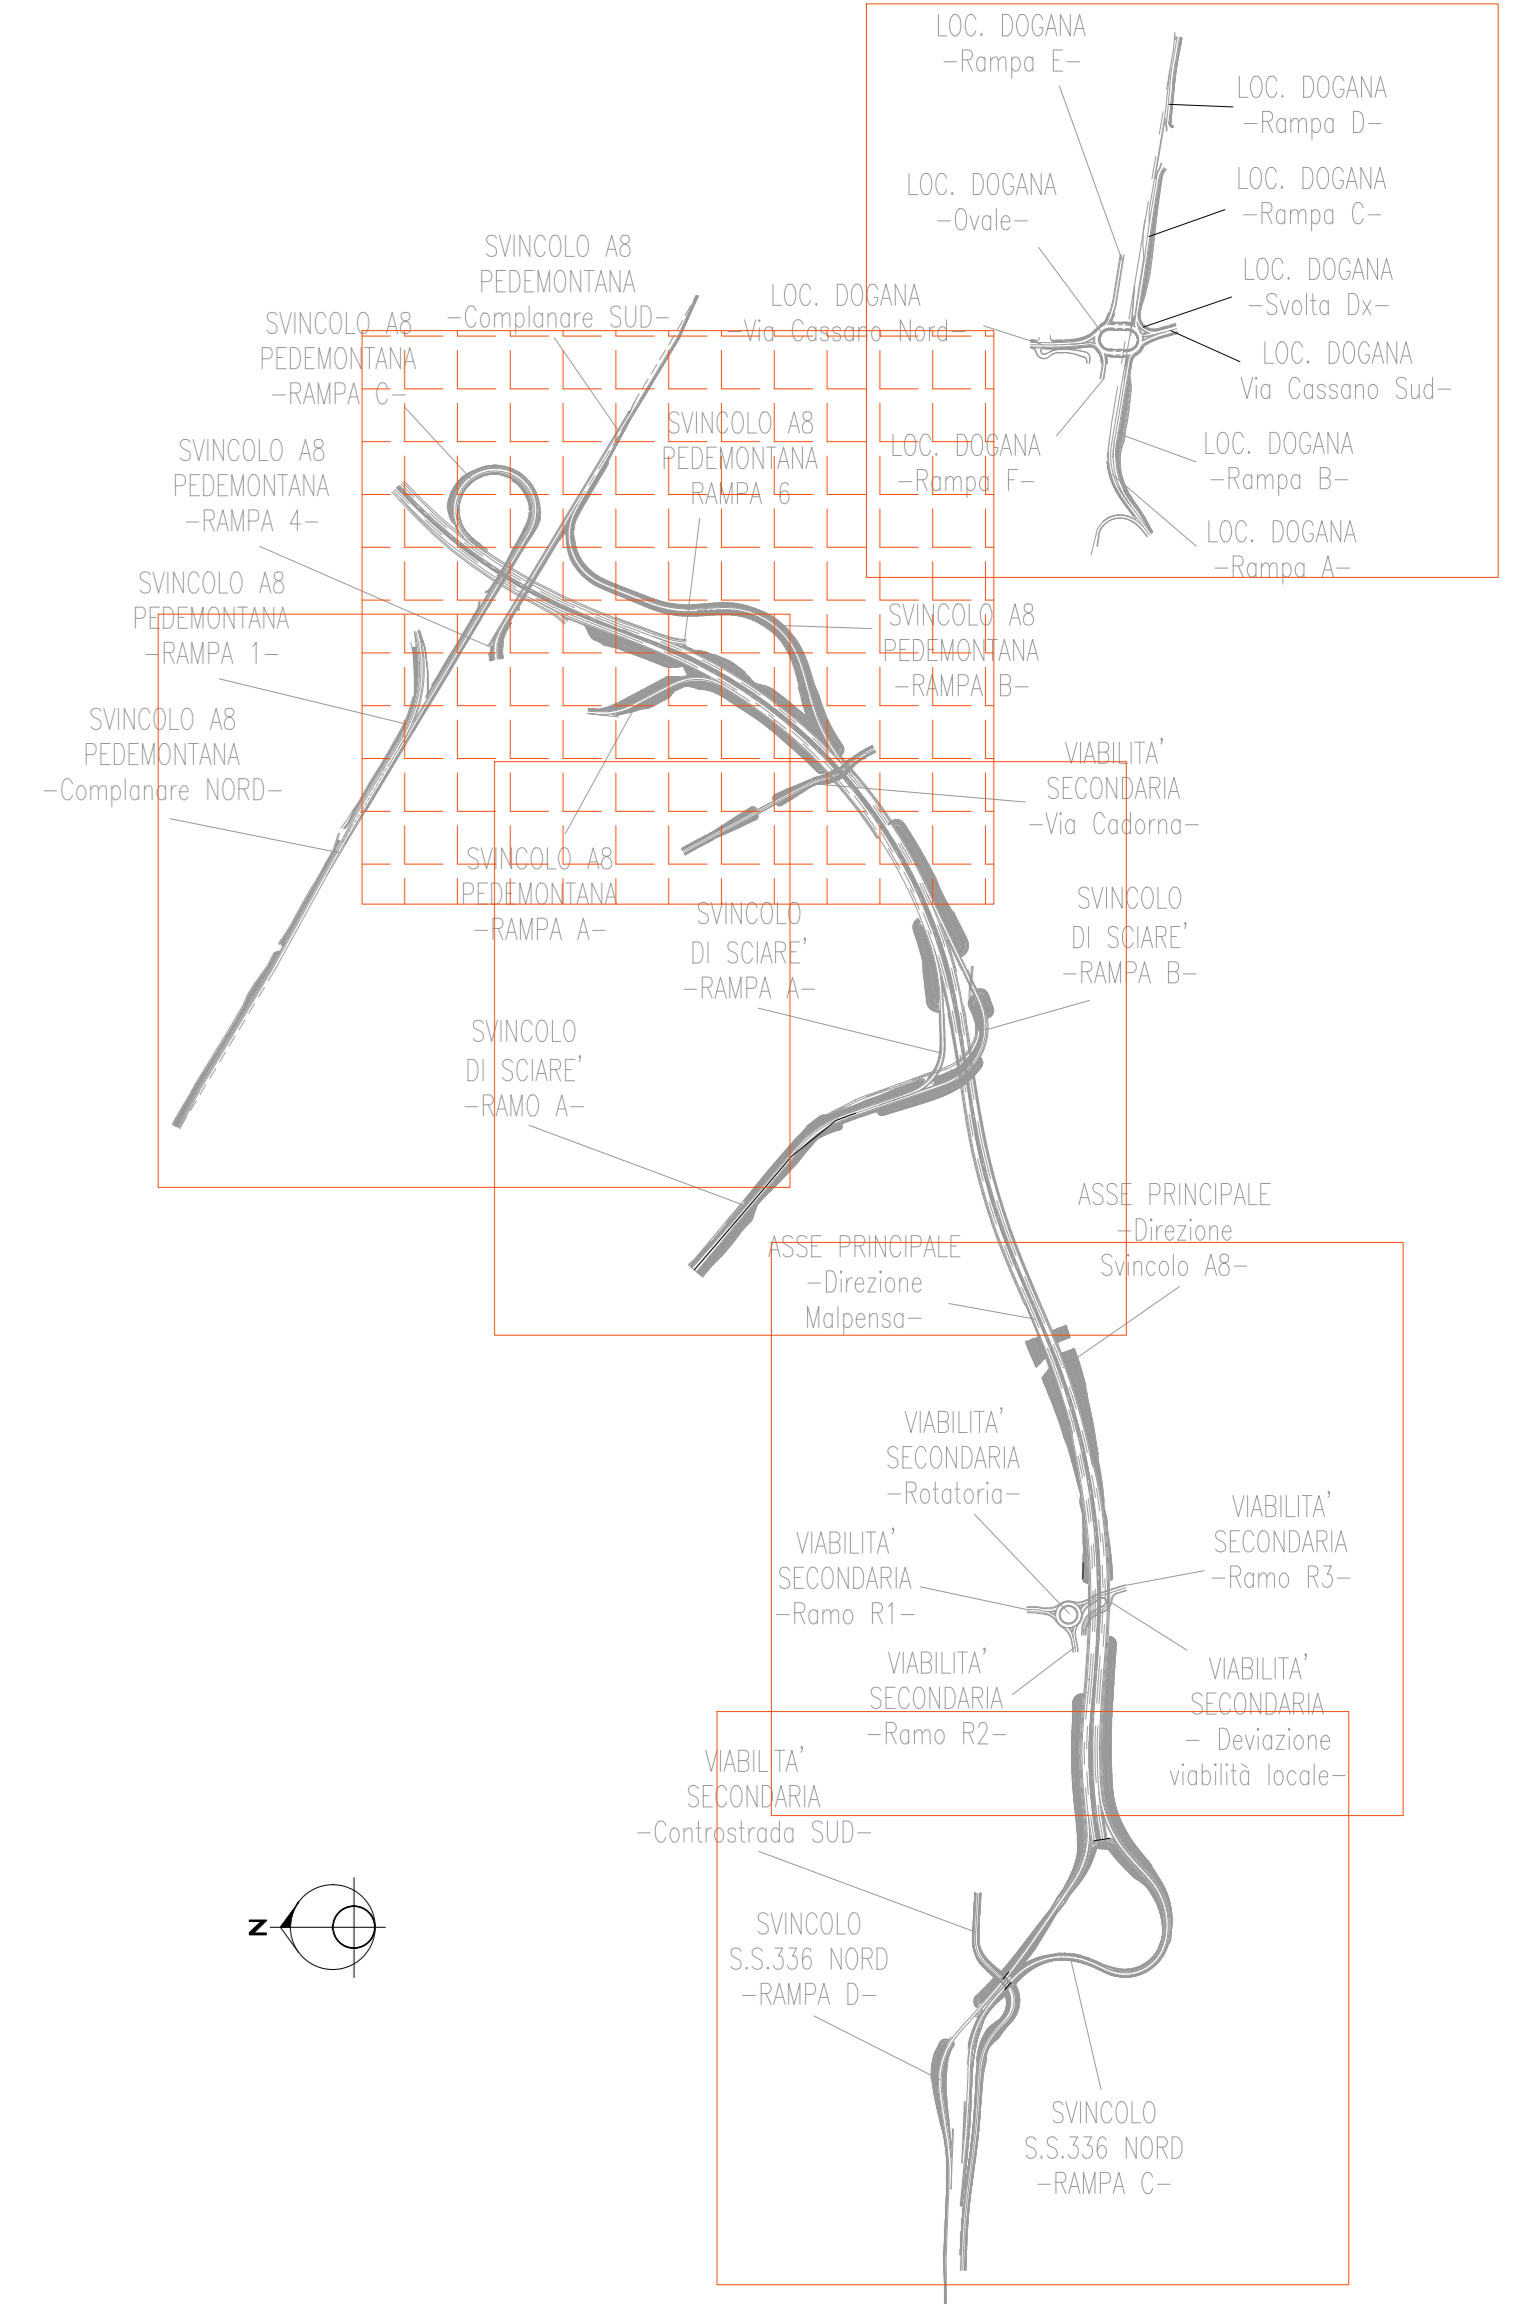 LOC. DOGANA
-Rampa E-
LOC. DOGANA
-Rampa D-
LOC. DOGANA
-Ovale-
LOC. DOGANA
-Rampa C-
SVINCOLO A8
PEDEMONTANA
-Complanare SUD-
LOC. DOGANA
-Svolta Dx-
LOC. DOGANA
-Via Cassano Nord-
SVINCOLO A8
PEDEMONTANA
-RAMPA C-
LOC. DOGANA
Via Cassano Sud-
SVINCOLO A8
PEDEMONTANA
RAMPA 6
LOC. DOGANA
-Rampa F-
LOC. DOGANA
-Rampa B-
SVINCOLO A8
PEDEMONTANA
-RAMPA 4-
LOC. DOGANA
-Rampa A-
SVINCOLO A8
PEDEMONTANA
-RAMPA 1-
SVINCOLO A8
PEDEMONTANA
-RAMPA B-
SVINCOLO A8
PEDEMONTANA
-Complanare NORD-
VIABILITA'
SECONDARIA
-Via Cadorna-
SVINCOLO A8
PEDEMONTANA
-RAMPA A-
SVINCOLO
DI SCIARE'
-RAMPA A-
SVINCOLO
DI SCIARE'
-RAMPA B-
SVINCOLO
DI SCIARE'
-RAMO A-
ASSE PRINCIPALE
-Direzione
Svincolo A8-
ASSE PRINCIPALE
-Direzione
Malpensa-
VIABILITA'
SECONDARIA
-Rotatoria-
VIABILITA'
SECONDARIA
-Ramo R3-
VIABILITA'
SECONDARIA
-Ramo R1-
VIABILITA'
SECONDARIA
-Ramo R2-
VIABILITA'
SECONDARIA
- Deviazione
viabilità locale-
VIABILITA'
SECONDARIA
-Controstrada SUD-
N
SVINCOLO
S.S.336 NORD
-RAMPA D-
SVINCOLO
S.S.336 NORD
-RAMPA C-